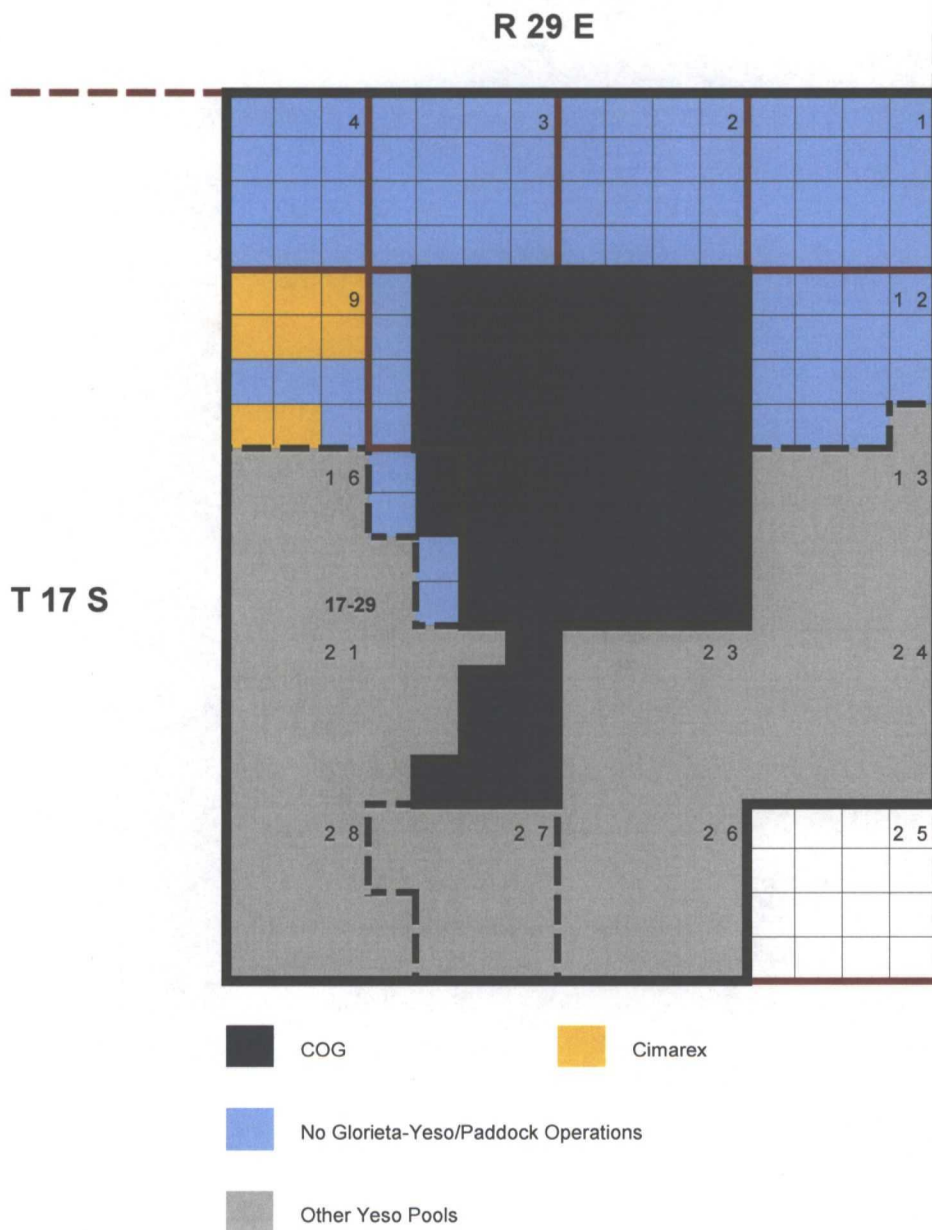 R 29 E
4 3 2 1
9 1 2
1 6 1 3
T 17 S 17-29
2 1 2 3 2 4
2 8 2 7 2 6 2 5
COG Cimarex
No Glorieta-Yeso/Paddock Operations
Other Yeso Pools